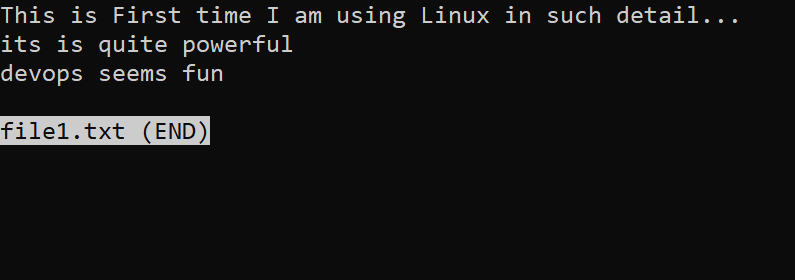 This is First time I am using Linux in such detail...
its is quite powerful
devops seems fun
file1.txt (END)